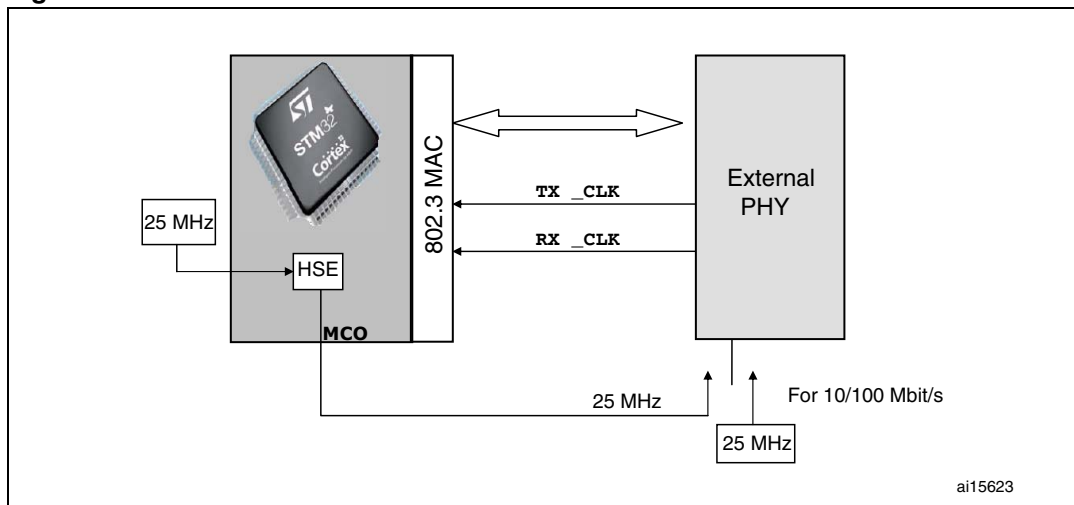 STM32
Cortex
802.3 MAC
External
PHY
TX _CLK
RX _CLK
25 MHz
HSE
MCO
25 MHz
For 10/100 Mbit/s
25 MHz
ai15623